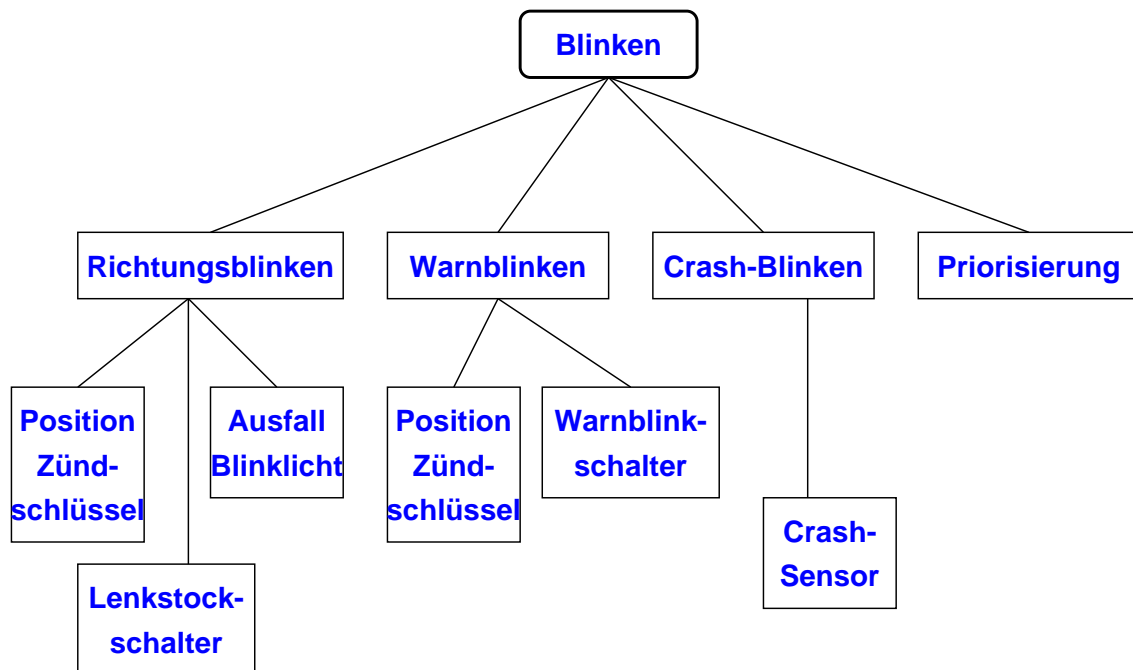 Blinken
Richtungsblinken
Warnblinken
Crash-Blinken
Priorisierung
Position
Zünd-
schlüssel
Ausfall
Blinklicht
Position
Zünd-
schlüssel
Warnblink-
schalter
Crash-
Sensor
Lenkstock-
schalter